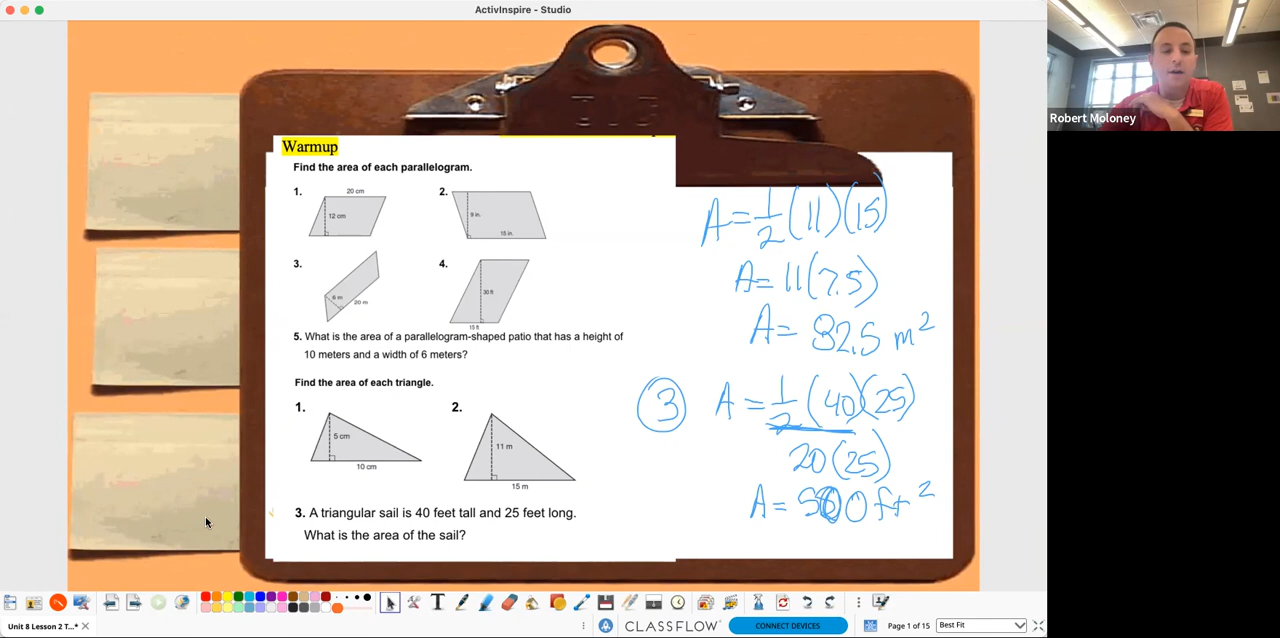 ActivInspire - Studio
Robert Moloney
Warmup
Find the area of each parallelogram.
1.
20 cm
12 cm
2.
9 in.
15 in.
3.
6 m
20 m
4.
30 ft
15 ft
5. What is the area of a parallelogram-shaped patio that has a height of
10 meters and a width of 6 meters?
Find the area of each triangle.
1.
5 cm
10 cm
2.
11 m
15 m
3. A triangular sail is 40 feet tall and 25 feet long.
What is the area of the sail?
A = 1/2 (11)(15)
A = 11(7.5)
A = 82.5 m²
3 A = 1/2 (40)(25)
20(25)
A = 500 ft²
Unit 8 Lesson 2 T...*
CLASSFLOW
CONNECT DEVICES
Page 1 of 15
Best Fit